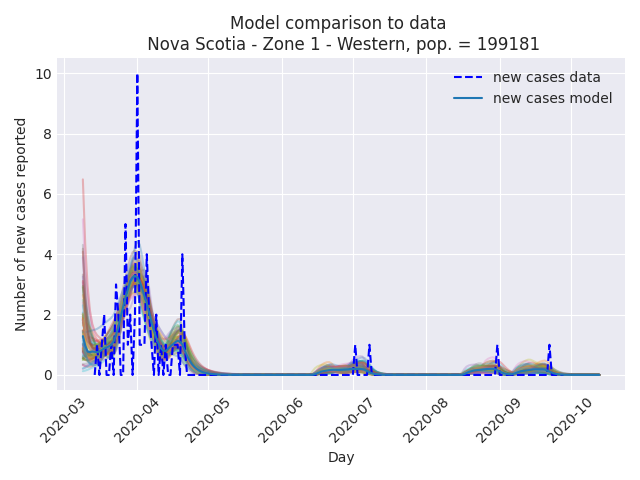 Model comparison to data
Nova Scotia - Zone 1 - Western, pop. = 199181
new cases data
new cases model
Number of new cases reported
10
8
6
4
2
0
2020-03
2020-04
2020-05
2020-06
2020-07
2020-08
2020-09
2020-10
Day